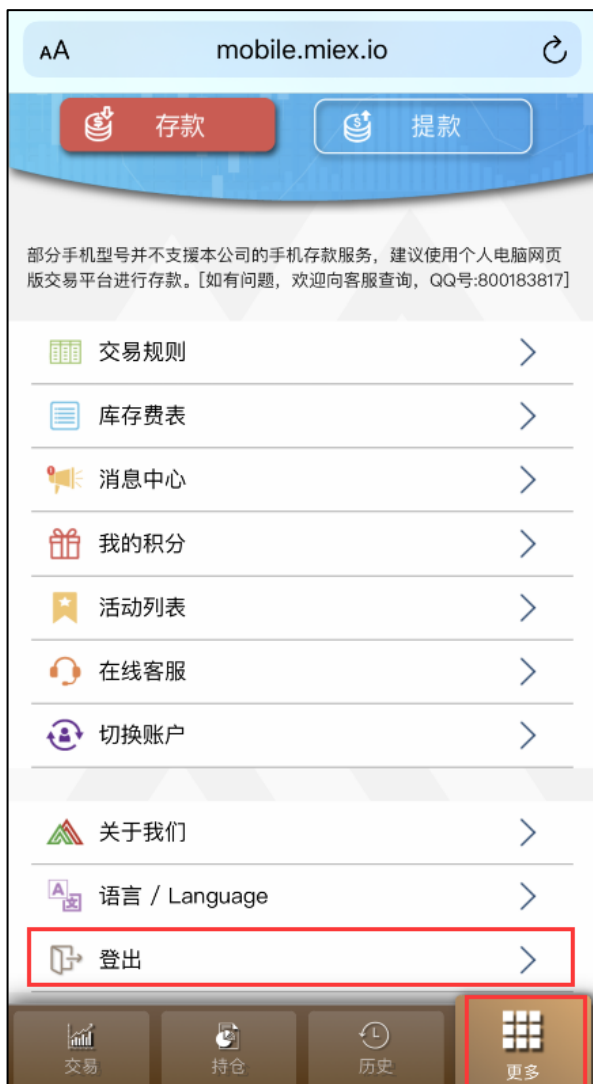 AA mobile.miex.io
存款 提款
部分手机型号并不支援本公司的手机存款服务，建议使用个人电脑网页
版交易平台进行存款。[如有问题，欢迎向客服查询，QQ号:800183817]
交易规则
库存费表
消息中心
我的积分
活动列表
在线客服
切换账户
关于我们
语言 / Language
登出
交易 持仓 历史 更多